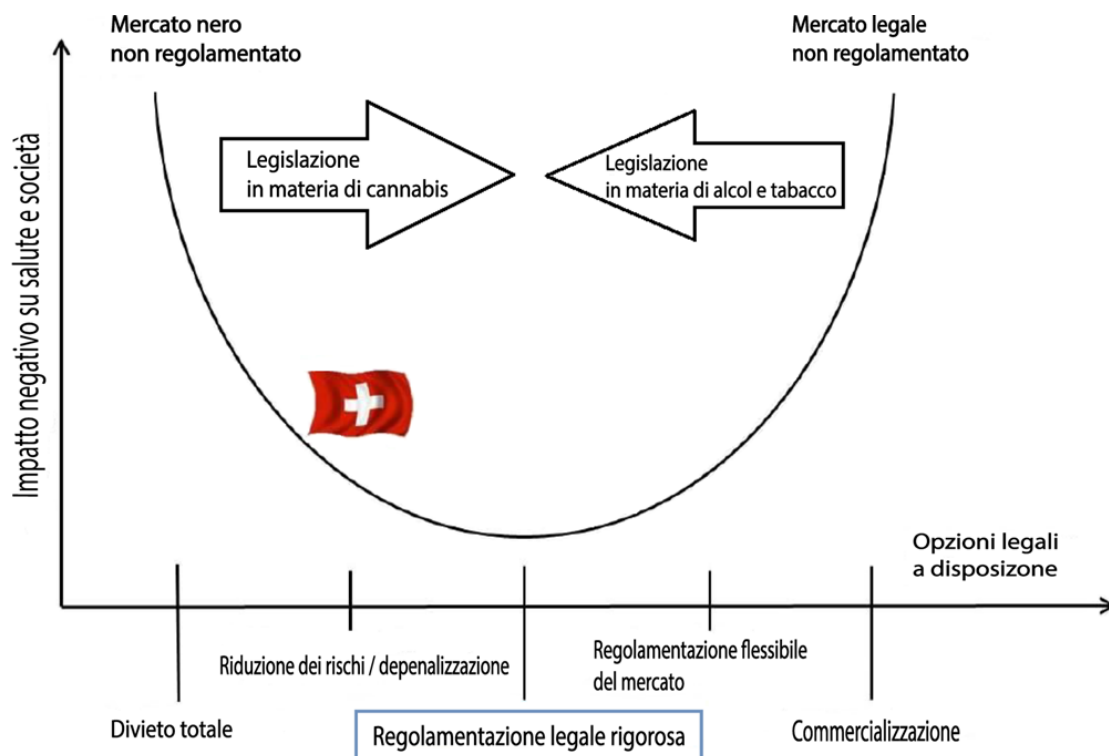 Mercato nero
non regolamentato
Mercato legale
non regolamentato
Impatto negativo su salute e società
Legislazione
in materia di cannabis
Legislazione
in materia di alcol e tabacco
Opzioni legali
a disposizone
Riduzione dei rischi / depenalizzazione
Regolamentazione flessibile
del mercato
Divieto totale
Regolamentazione legale rigorosa
Commercializzazione